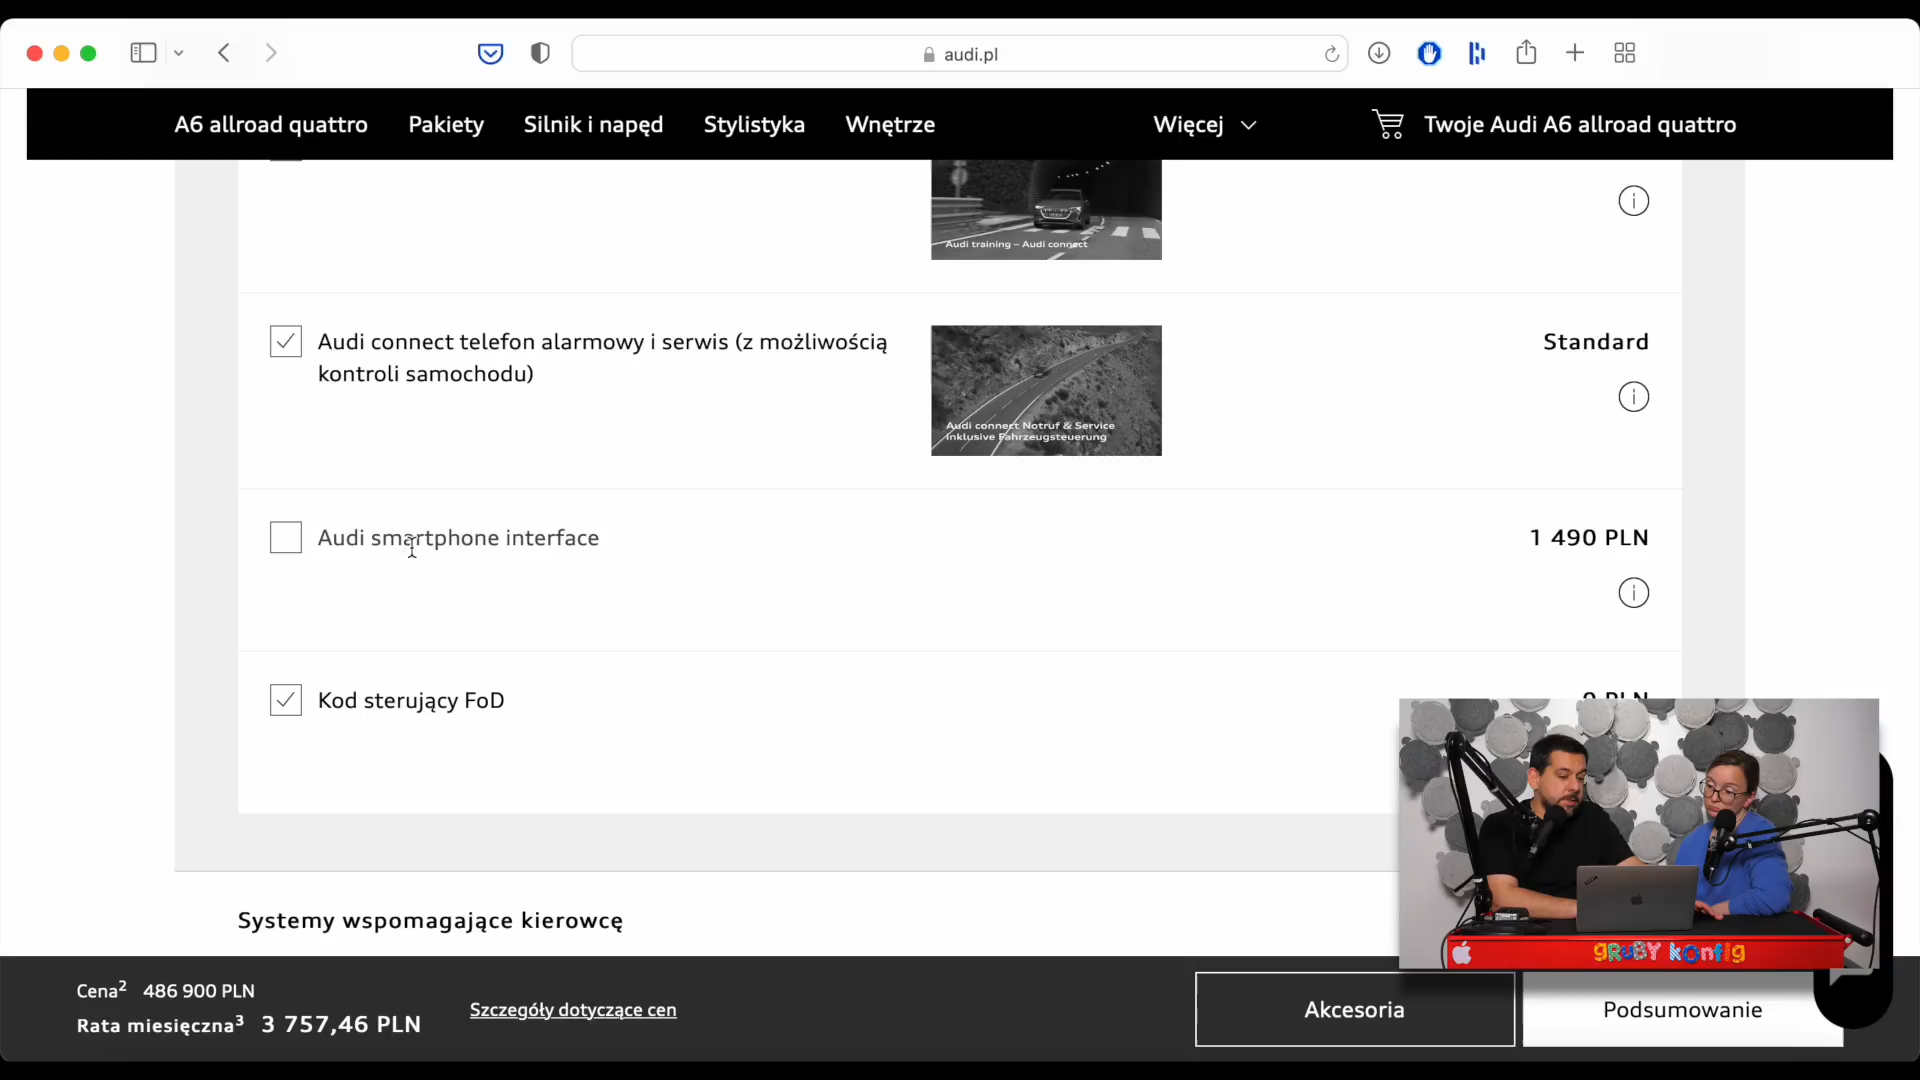 audi.pl
A6 allroad quattro Pakiety Silnik i napęd Stylistyka Wnętrze Więcej Twoje Audi A6 allroad quattro
Audi training – Audi connect
Audi connect telefon alarmowy i serwis (z możliwością
kontroli samochodu)
Standard
Audi connect Notruf & Service
Inklusive Fahrzeugsteuerung
Audi smartphone interface
1 490 PLN
Kod sterujący FoD
0 PLN
Systemy wspomagające kierowcę
GRUBY KONFIG
Cena2 486 900 PLN
Rata miesięczna3 3 757,46 PLN
Szczegóły dotyczące cen
Akcesoria
Podsumowanie